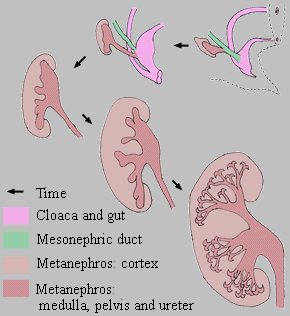 Time
Cloaca and gut
Mesonephric duct
Metanephros: cortex
Metanephros:
medulla, pelvis and ureter